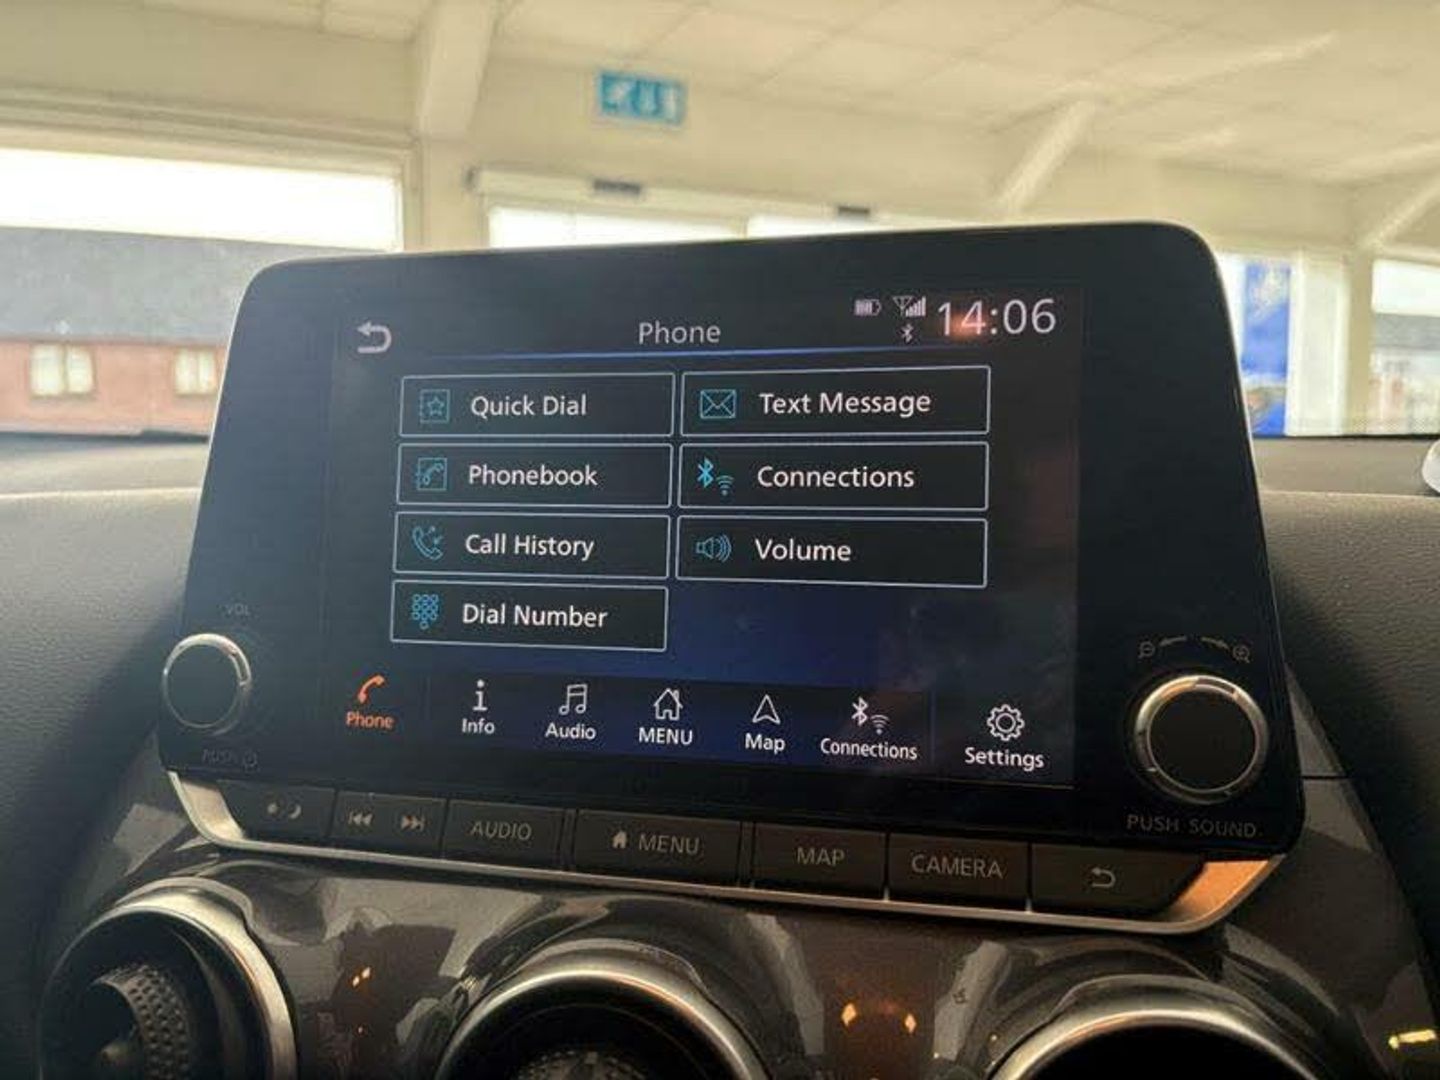 Phone
14:06
Quick Dial
Text Message
Phonebook
Connections
Call History
Volume
Dial Number
VOL
PUSH
Phone
Info
Audio
MENU
Map
Connections
Settings
PUSH SOUND
AUDIO
MENU
MAP
CAMERA